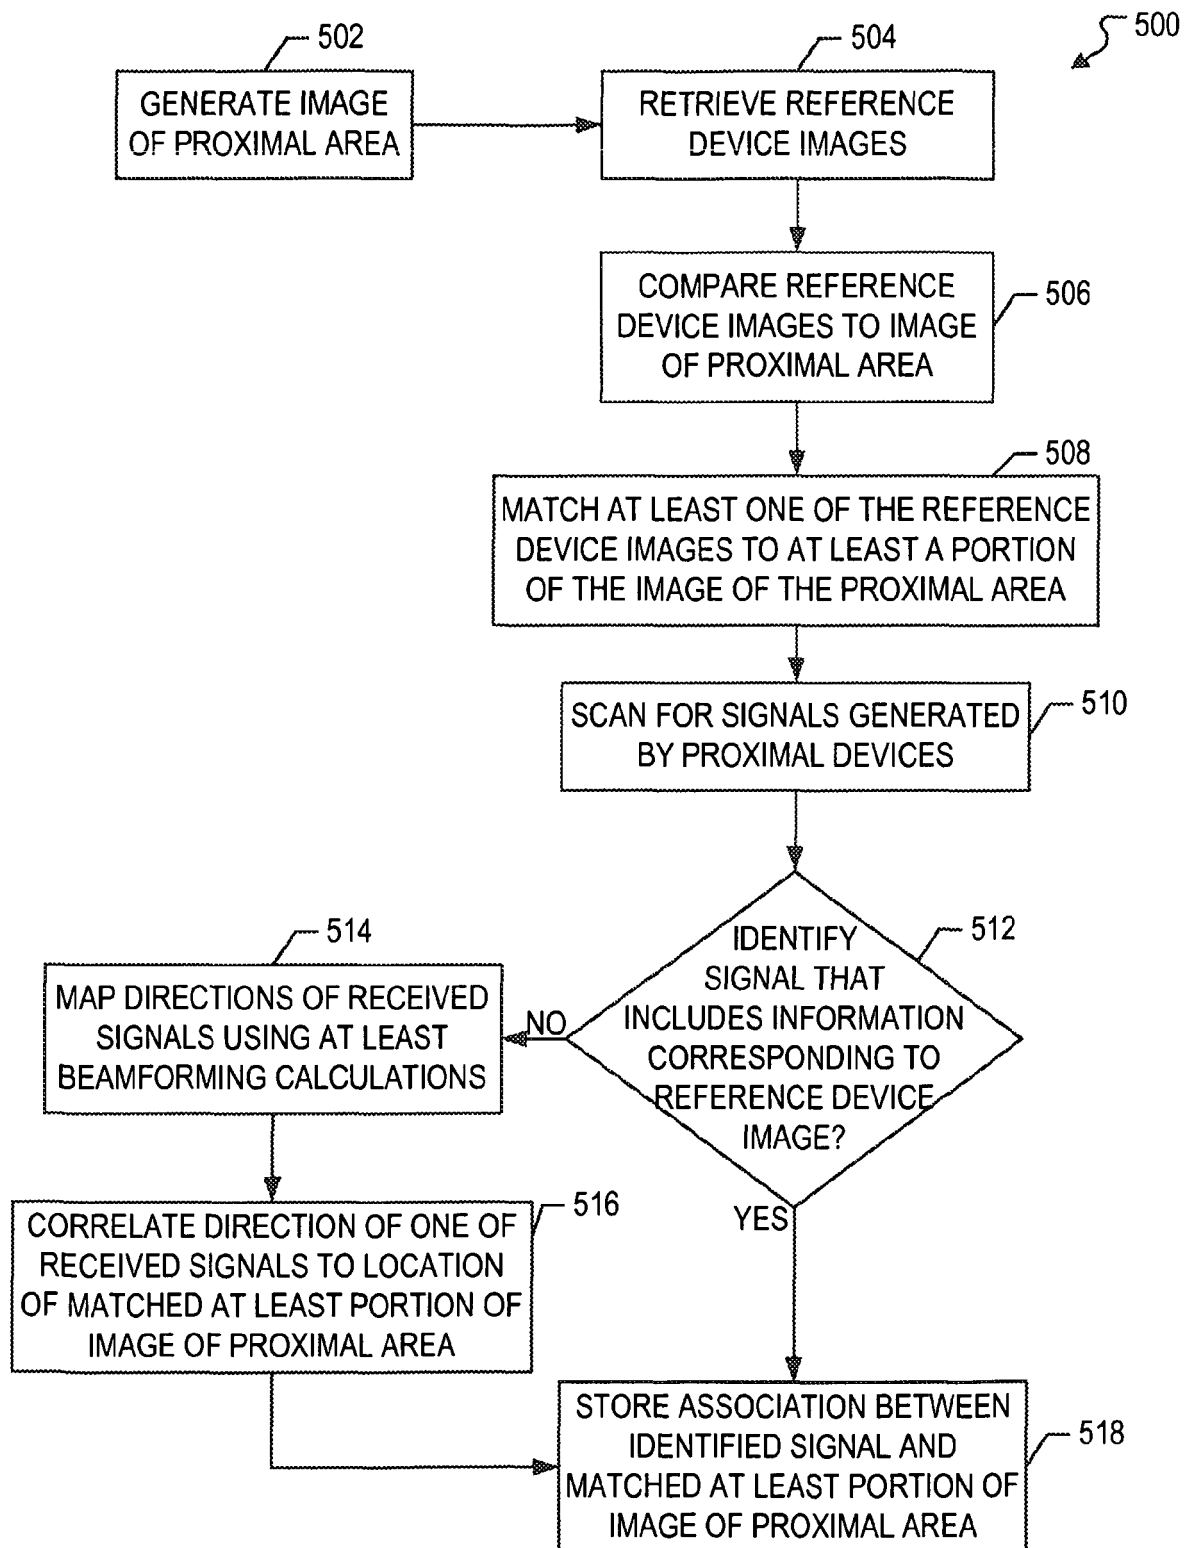 500
502
GENERATE IMAGE
OF PROXIMAL AREA
504
RETRIEVE REFERENCE
DEVICE IMAGES
506
COMPARE REFERENCE
DEVICE IMAGES TO IMAGE
OF PROXIMAL AREA
508
MATCH AT LEAST ONE OF THE REFERENCE
DEVICE IMAGES TO AT LEAST A PORTION
OF THE IMAGE OF THE PROXIMAL AREA
510
SCAN FOR SIGNALS GENERATED
BY PROXIMAL DEVICES
512
IDENTIFY
SIGNAL THAT
INCLUDES INFORMATION
CORRESPONDING TO
REFERENCE DEVICE
IMAGE?
NO
514
MAP DIRECTIONS OF RECEIVED
SIGNALS USING AT LEAST
BEAMFORMING CALCULATIONS
516
CORRELATE DIRECTION OF ONE OF
RECEIVED SIGNALS TO LOCATION
OF MATCHED AT LEAST PORTION OF
IMAGE OF PROXIMAL AREA
YES
518
STORE ASSOCIATION BETWEEN
IDENTIFIED SIGNAL AND
MATCHED AT LEAST PORTION OF
IMAGE OF PROXIMAL AREA